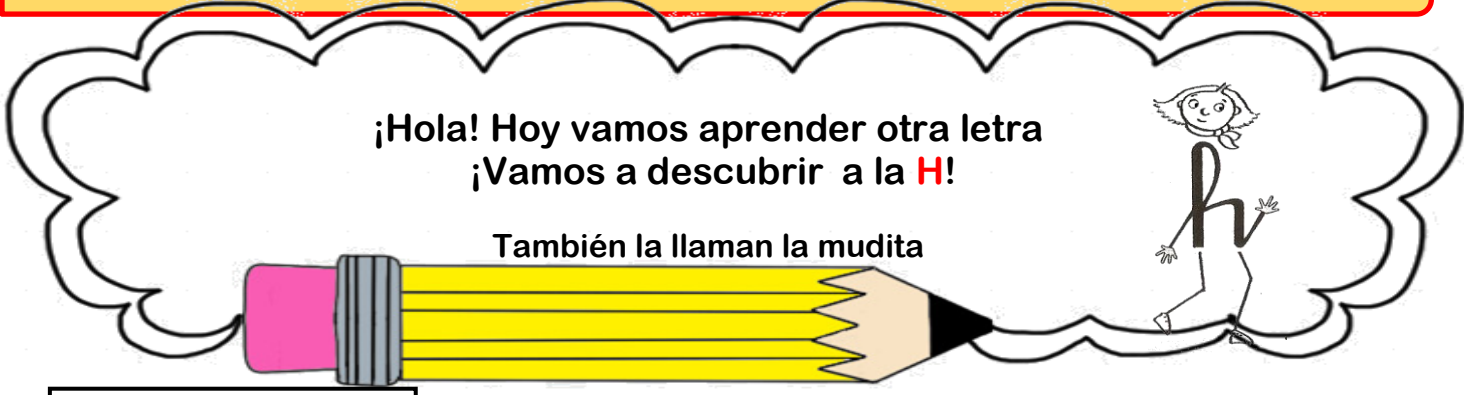 ¡Hola! Hoy vamos aprender otra letra
¡Vamos a descubrir a la H!
También la llaman la mudita
h